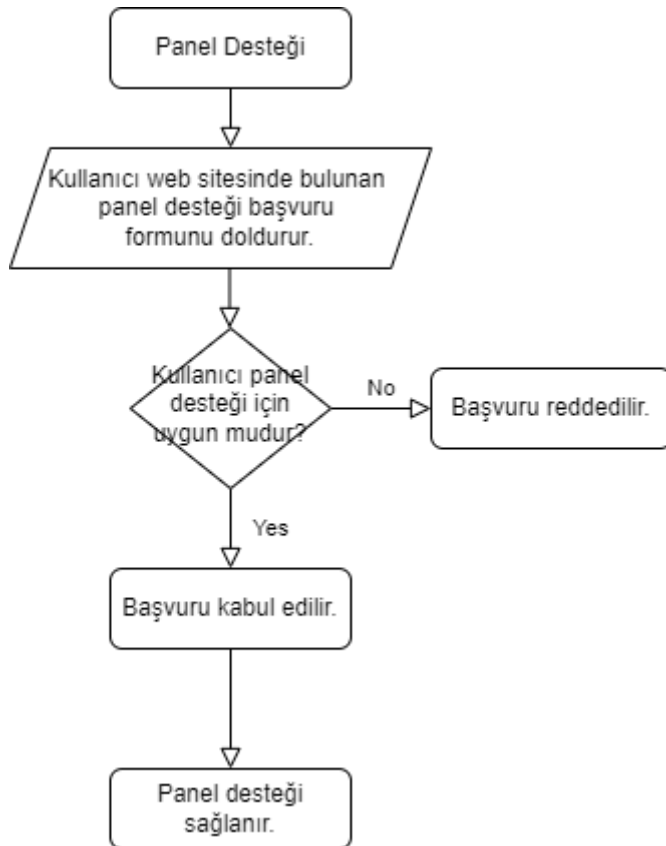 Panel Desteği
Kullanıcı web sitesinde bulunan
panel desteği başvuru
formunu doldurur.
Kullanıcı panel
desteği için
uygun mudur?
No
Başvuru reddedilir.
Yes
Başvuru kabul edilir.
Panel desteği
sağlanır.